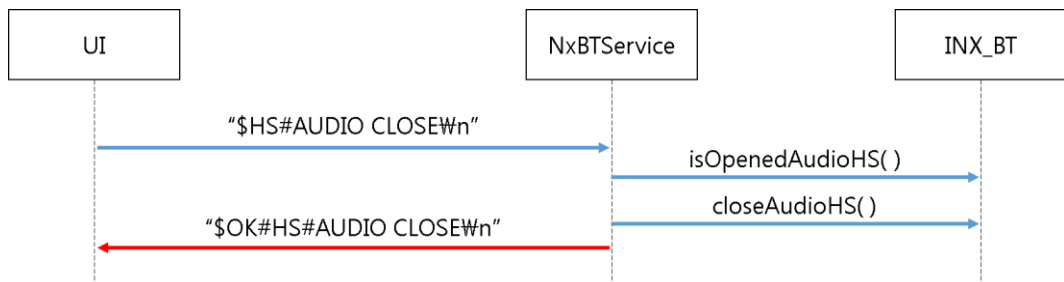 UI
NxBTService
INX_BT
“$HS#AUDIO CLOSE₩n”
isOpenedAudioHS( )
closeAudioHS( )
“$OK#HS#AUDIO CLOSE₩n”